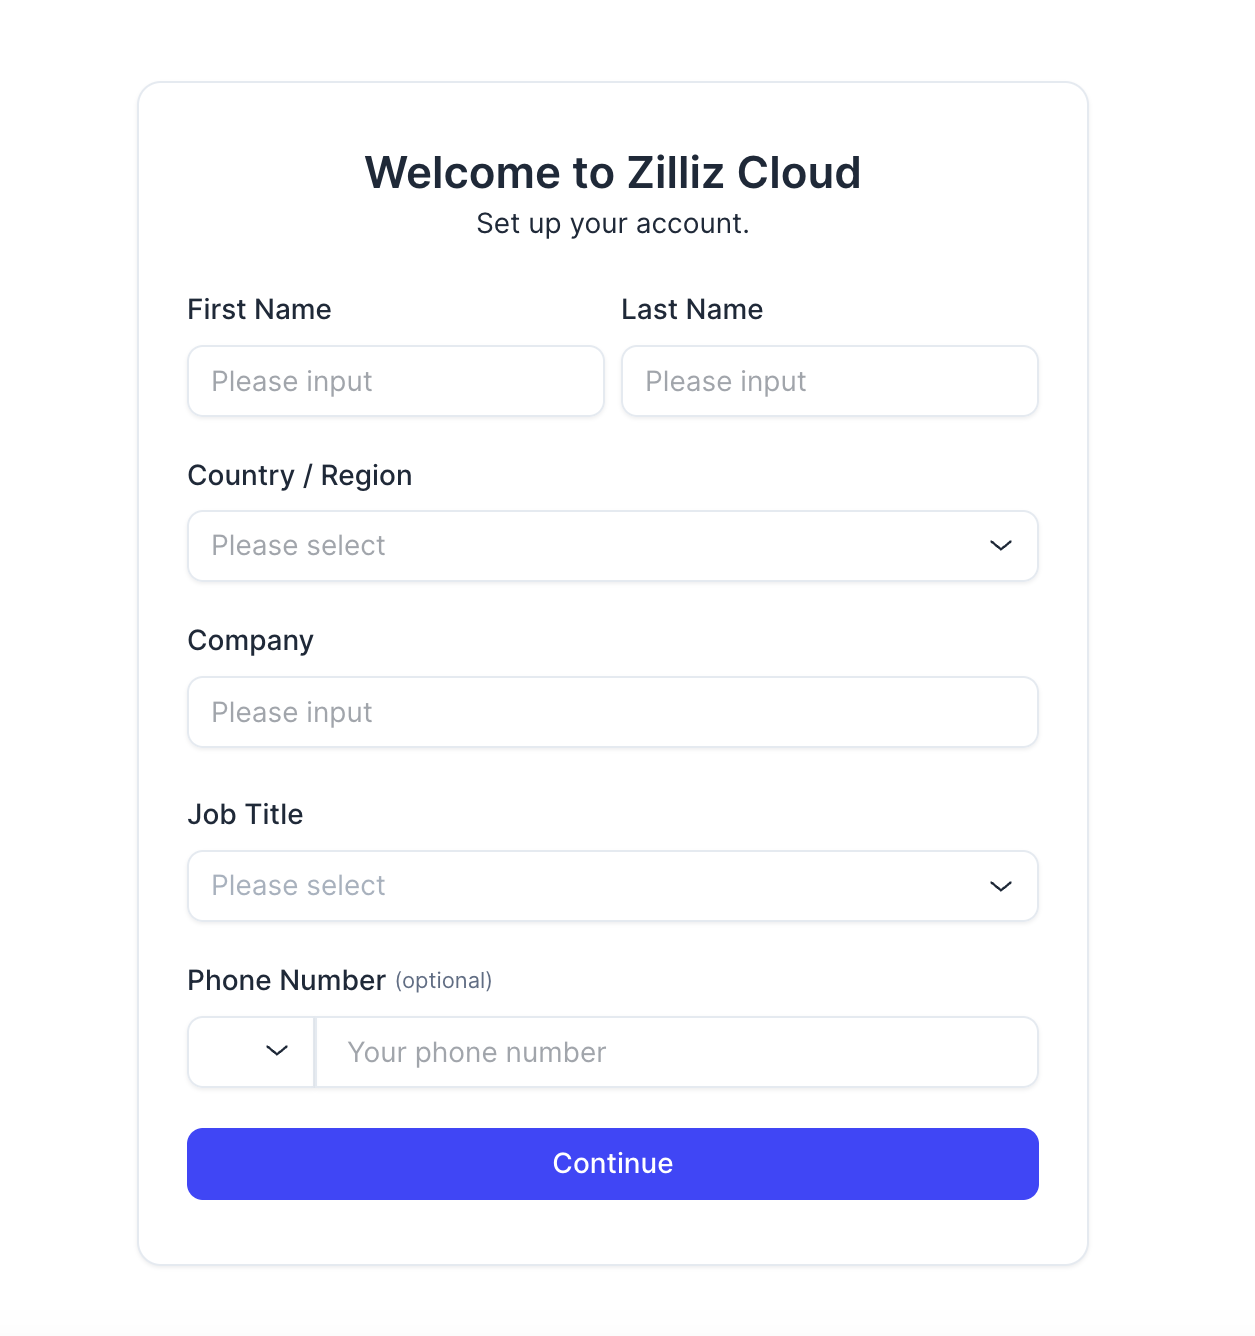 Welcome to Zilliz Cloud
Set up your account.
First Name
Last Name
Please input
Please input
Country / Region
Please select
Company
Please input
Job Title
Please select
Phone Number (optional)
Your phone number
Continue